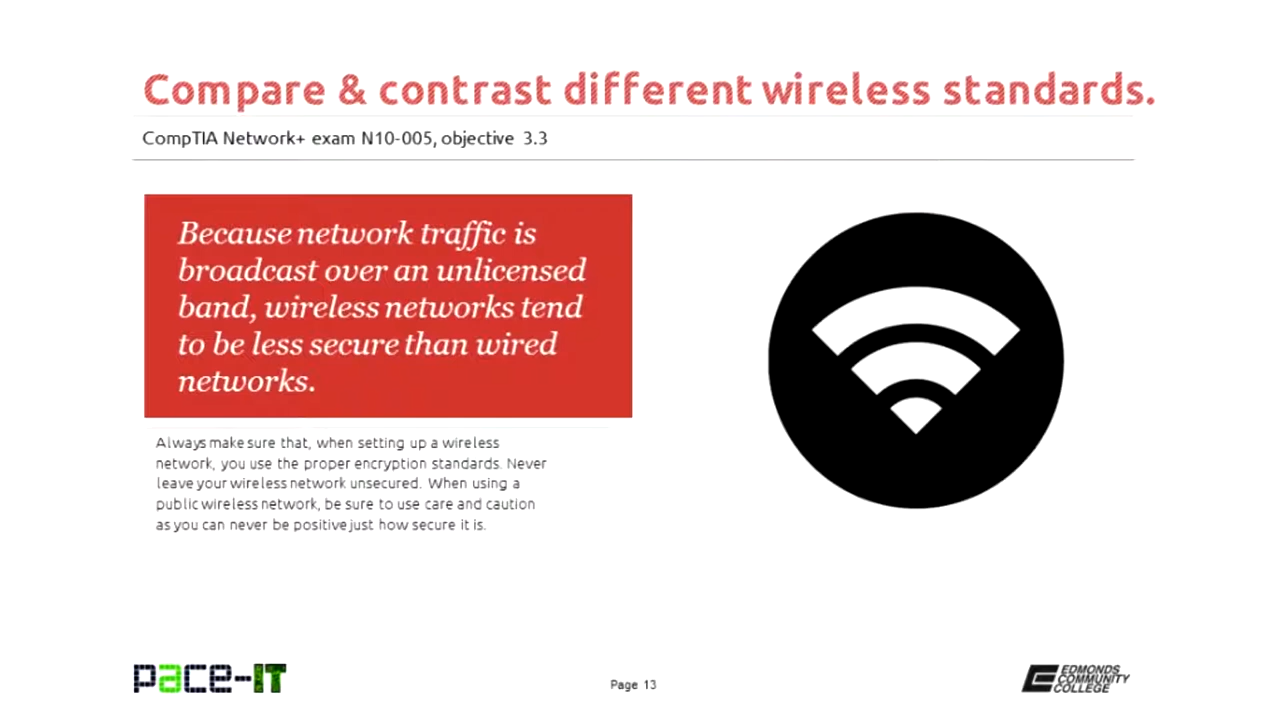 Compare & contrast different wireless standards.
CompTIA Network+ exam N10-005, objective 3.3
Because network traffic is
broadcast over an unlicensed
band, wireless networks tend
to be less secure than wired
networks.
Always make sure that, when setting up a wireless
network, you use the proper encryption standards. Never
leave your wireless network unsecured. When using a
public wireless network, be sure to use care and caution
as you can never be positive just how secure it is.
pace-IT
Page 13
EDMONDS
COMMUNITY
COLLEGE